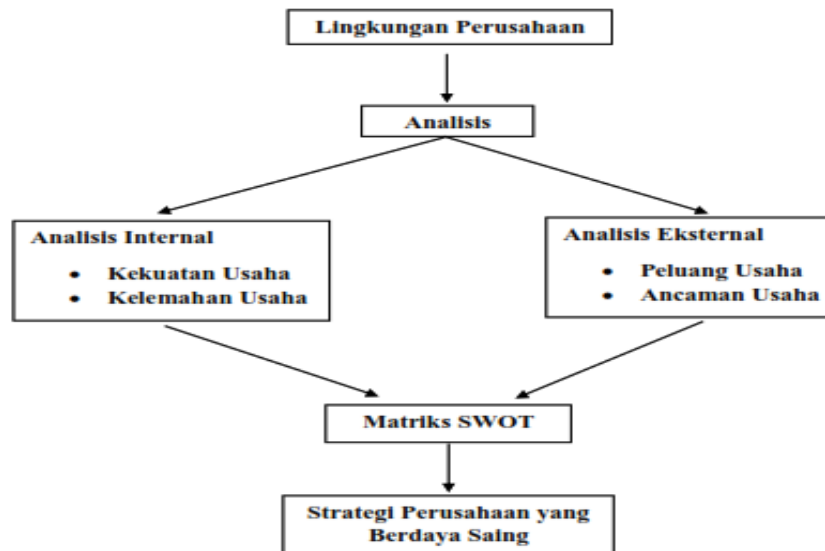 Lingkungan Perusahaan
Analisis
Analisis Internal
• Kekuatan Usaha
• Kelemahan Usaha
Analisis Eksternal
• Peluang Usaha
• Ancaman Usaha
Matriks SWOT
Strategi Perusahaan yang
Berdaya Saing